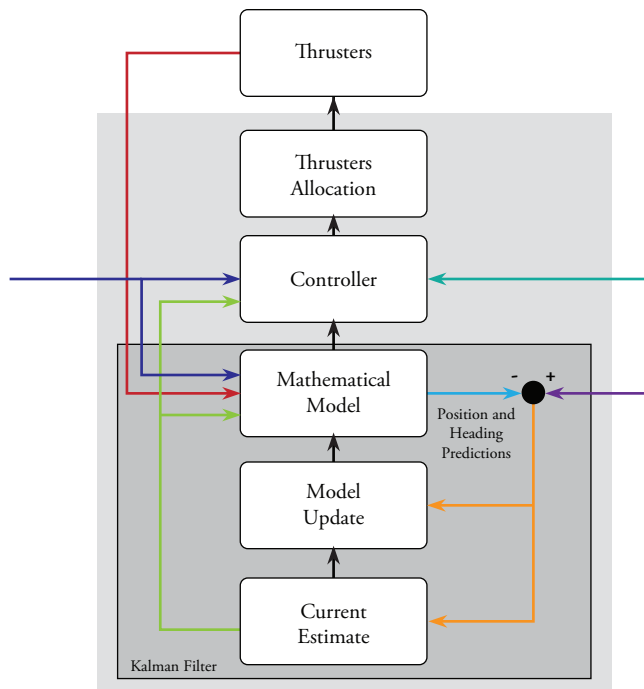 Thrusters
Thrusters
Allocation
Controller
Mathematical
Model
- +
Position and
Heading
Predictions
Model
Update
Current
Estimate
Kalman Filter